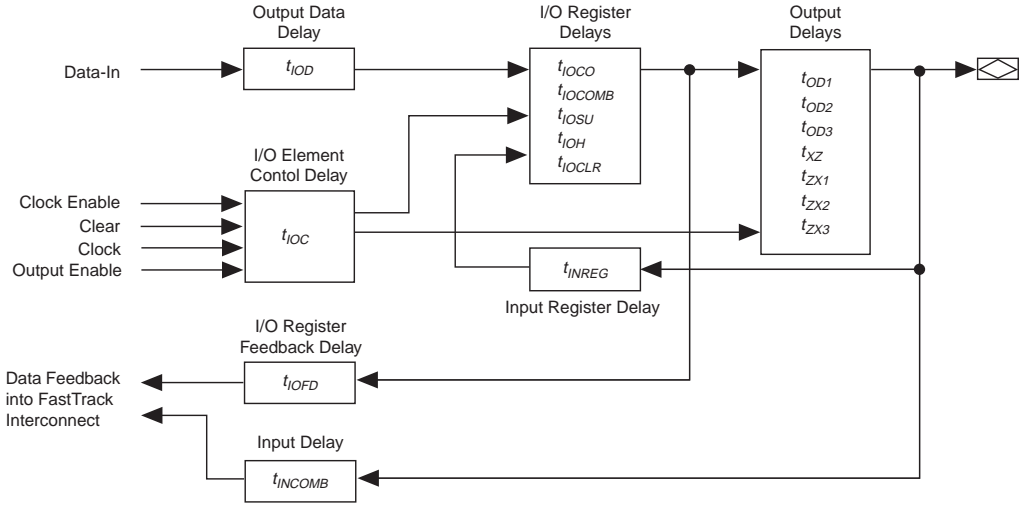 Output Data
Delay
I/O Register
Delays
Output
Delays
Data-In
tIOD
tIOCO
tIOCOMB
tIOSU
tIOH
tIOCLR
tOD1
tOD2
tOD3
tXZ
tZX1
tZX2
tZX3
I/O Element
Contol Delay
Clock Enable
Clear
Clock
Output Enable
tIOC
tINREG
Input Register Delay
I/O Register
Feedback Delay
Data Feedback
into FastTrack
Interconnect
tIOFD
Input Delay
tINCOMB